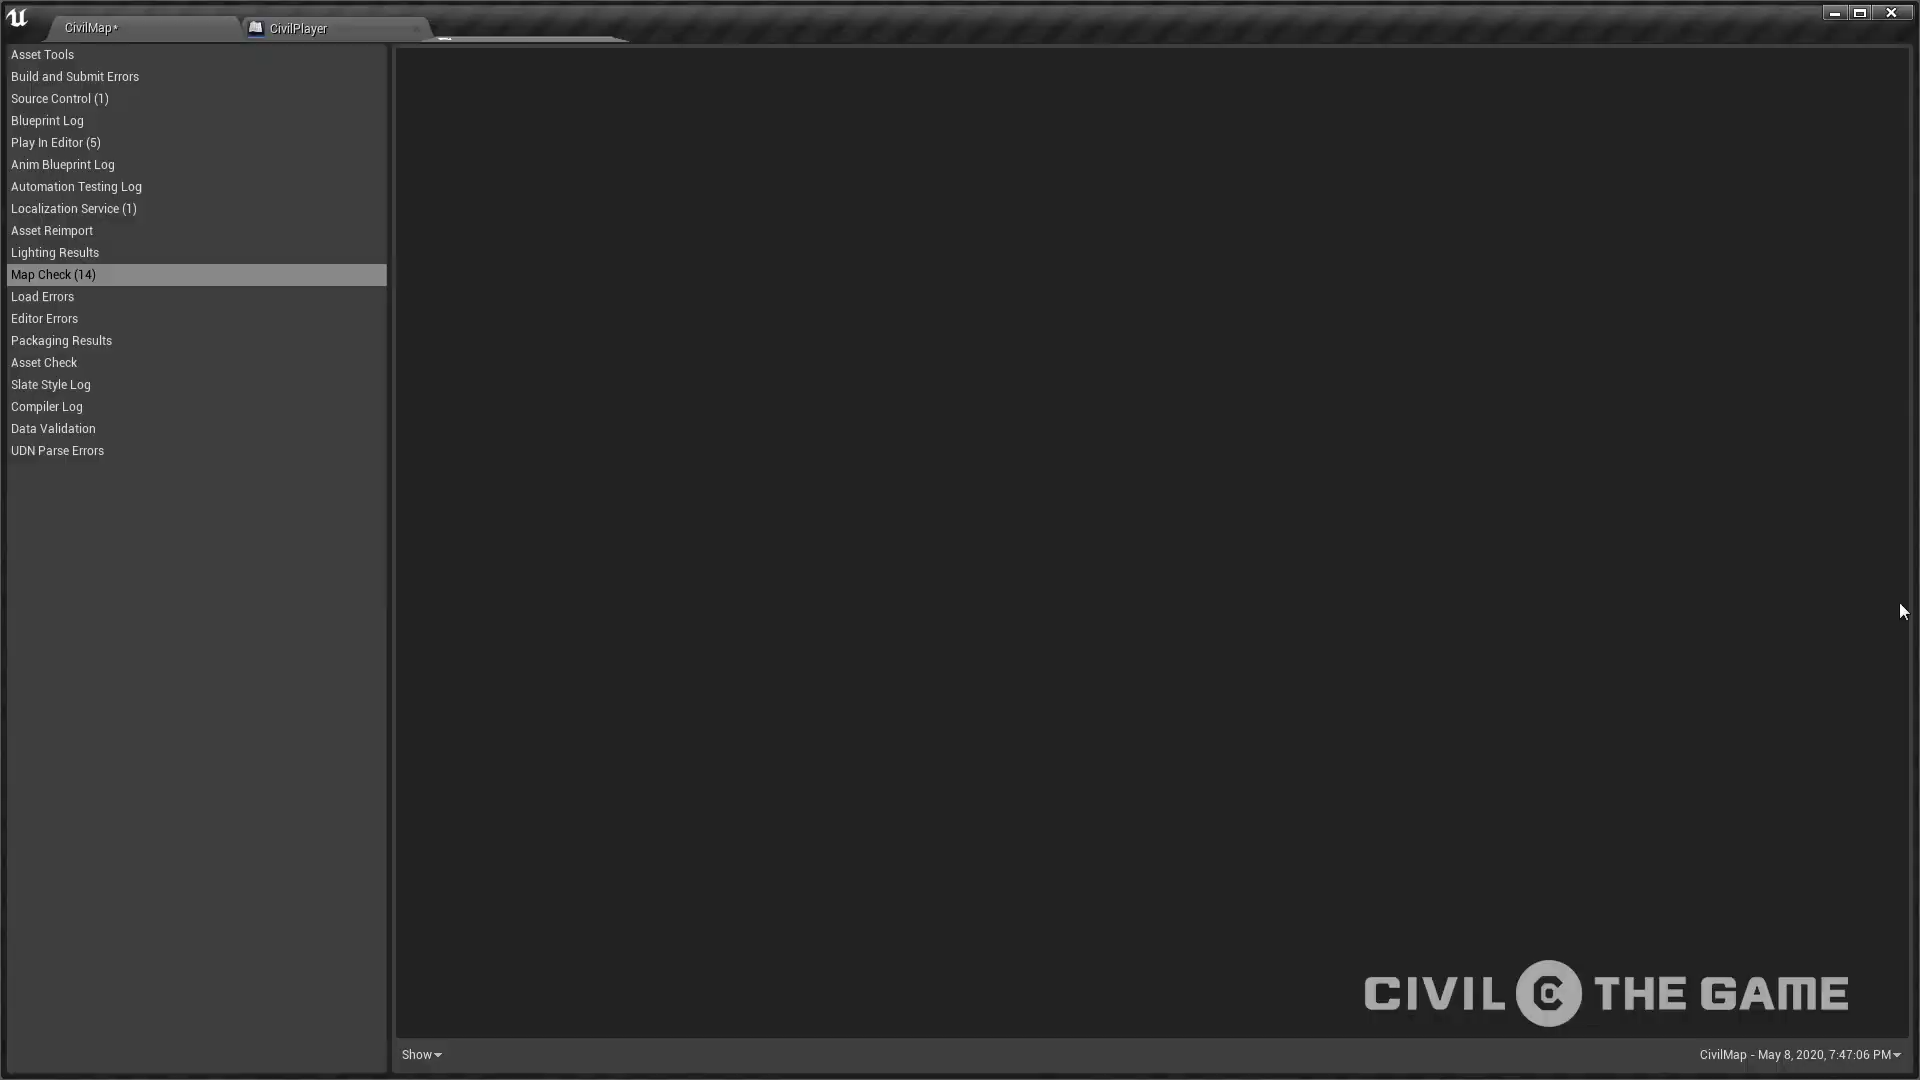 CivilMap*
CivilPlayer
Asset Tools
Build and Submit Errors
Source Control (1)
Blueprint Log
Play In Editor (5)
Anim Blueprint Log
Automation Testing Log
Localization Service (1)
Asset Reimport
Lighting Results
Map Check (14)
Load Errors
Editor Errors
Packaging Results
Asset Check
Slate Style Log
Compiler Log
Data Validation
UDN Parse Errors
CIVIL C THE GAME
Show
CivilMap - May 8, 2020, 7:47:06 PM